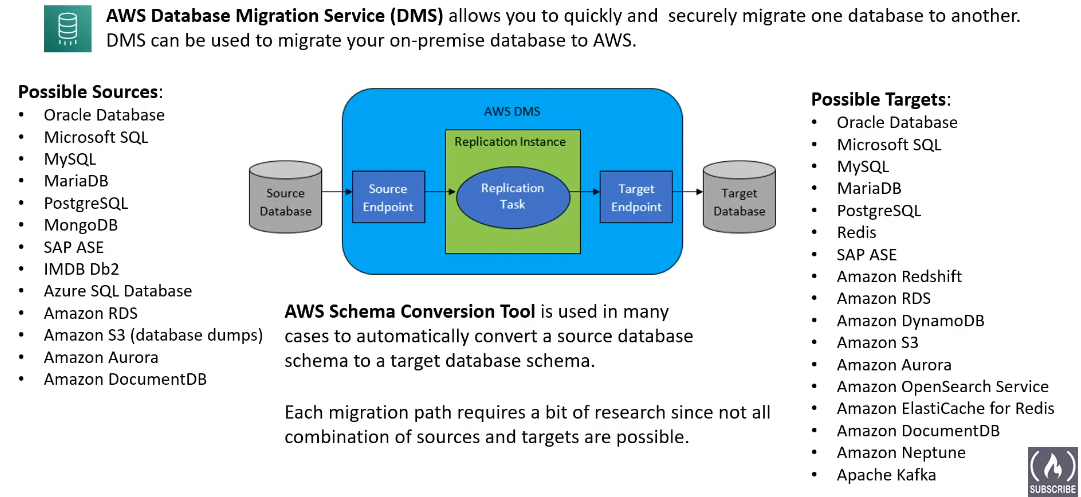 AWS Database Migration Service (DMS) allows you to quickly and securely migrate one database to another.
DMS can be used to migrate your on-premise database to AWS.
Possible Sources:
• Oracle Database
• Microsoft SQL
• MySQL
• MariaDB
• PostgreSQL
• MongoDB
• SAP ASE
• IMDB Db2
• Azure SQL Database
• Amazon RDS
• Amazon S3 (database dumps)
• Amazon Aurora
• Amazon DocumentDB
AWS DMS
Replication Instance
Source
Database
Source
Endpoint
Replication
Task
Target
Endpoint
Target
Database
AWS Schema Conversion Tool is used in many
cases to automatically convert a source database
schema to a target database schema.
Each migration path requires a bit of research since not all
combination of sources and targets are possible.
Possible Targets:
• Oracle Database
• Microsoft SQL
• MySQL
• MariaDB
• PostgreSQL
• Redis
• SAP ASE
• Amazon Redshift
• Amazon RDS
• Amazon DynamoDB
• Amazon S3
• Amazon Aurora
• Amazon OpenSearch Service
• Amazon ElastiCache for Redis
• Amazon DocumentDB
• Amazon Neptune
• Apache Kafka
SUBSCRIBE